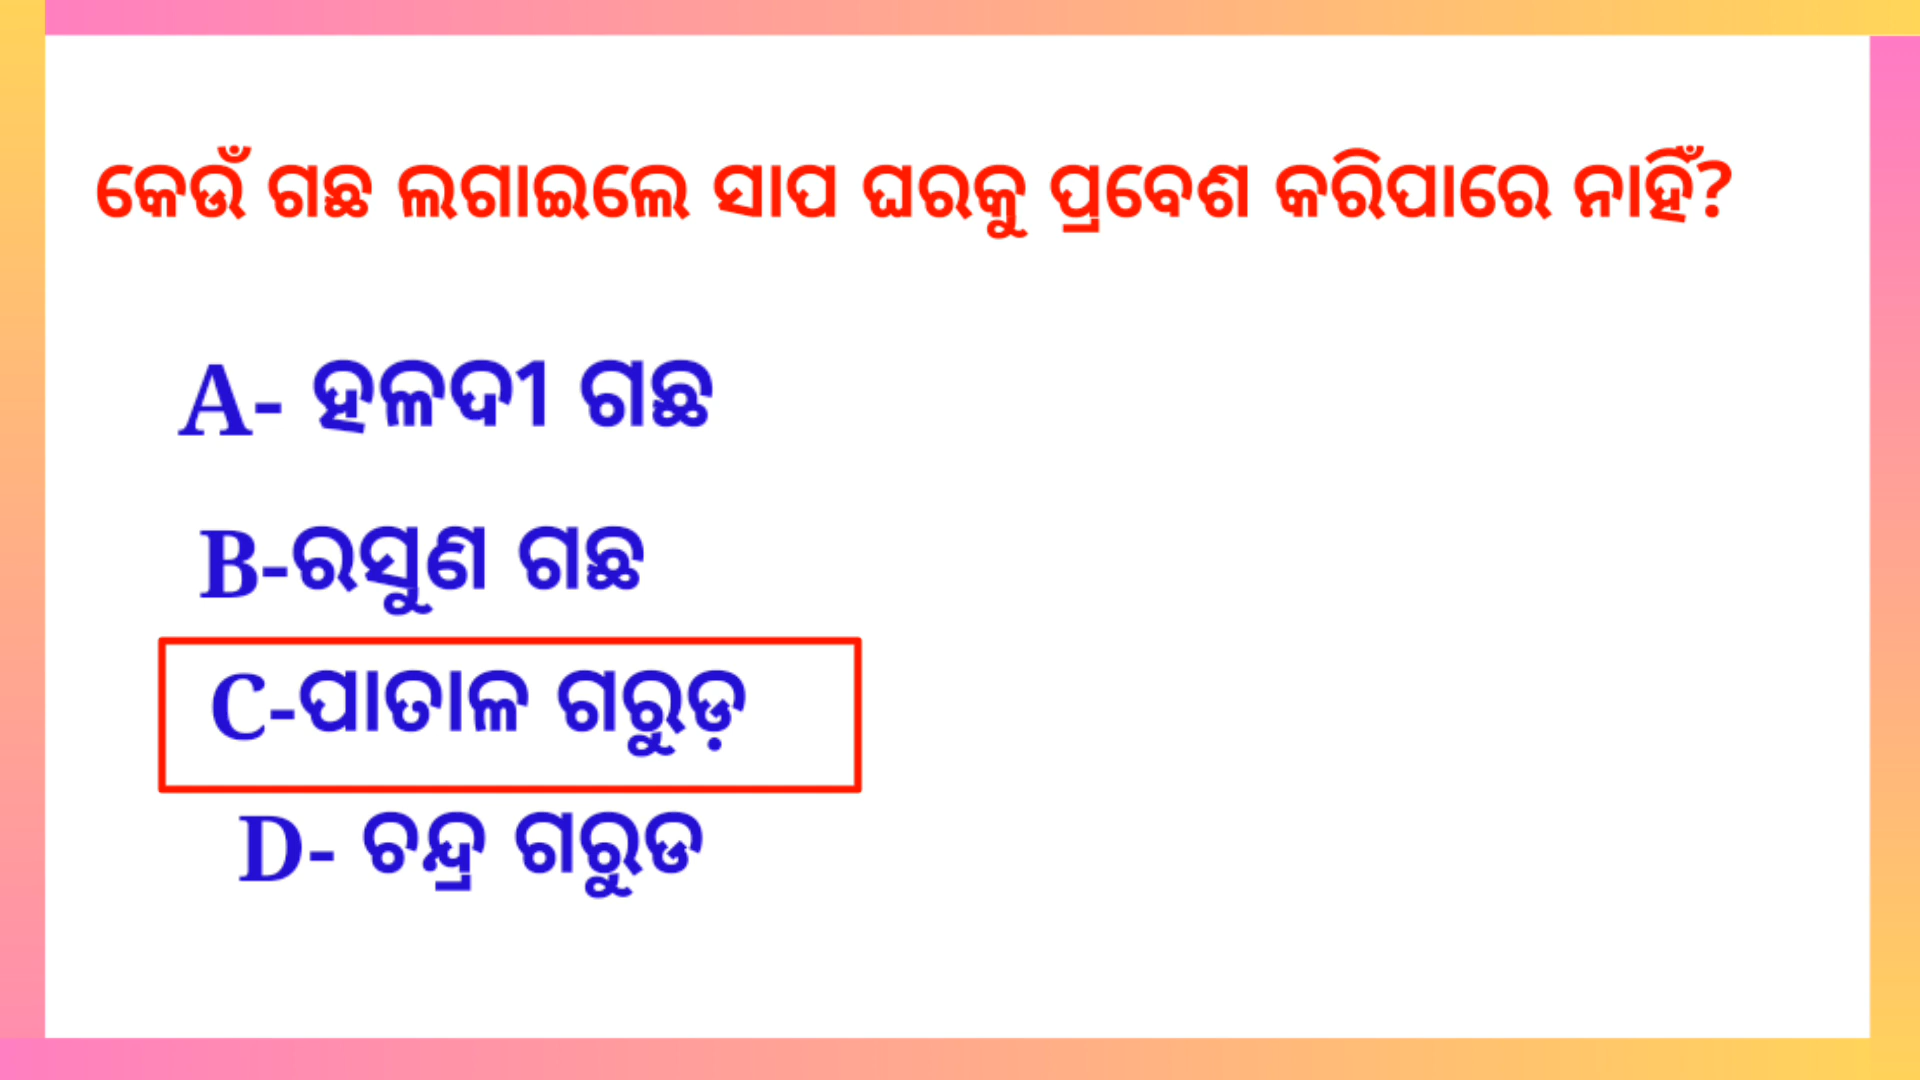 କେଉଁ ଗଛ ଲଗାଇଲେ ସାପ ଘରକୁ ପ୍ରବେଶ କରିପାରେ ନାହିଁ?
A- ହଳଦୀ ଗଛ
B-ରସୁଣ ଗଛ
C-ପାତାଳ ଗରୁଡ଼
D- ଚନ୍ଦ୍ର ଗରୁଡ